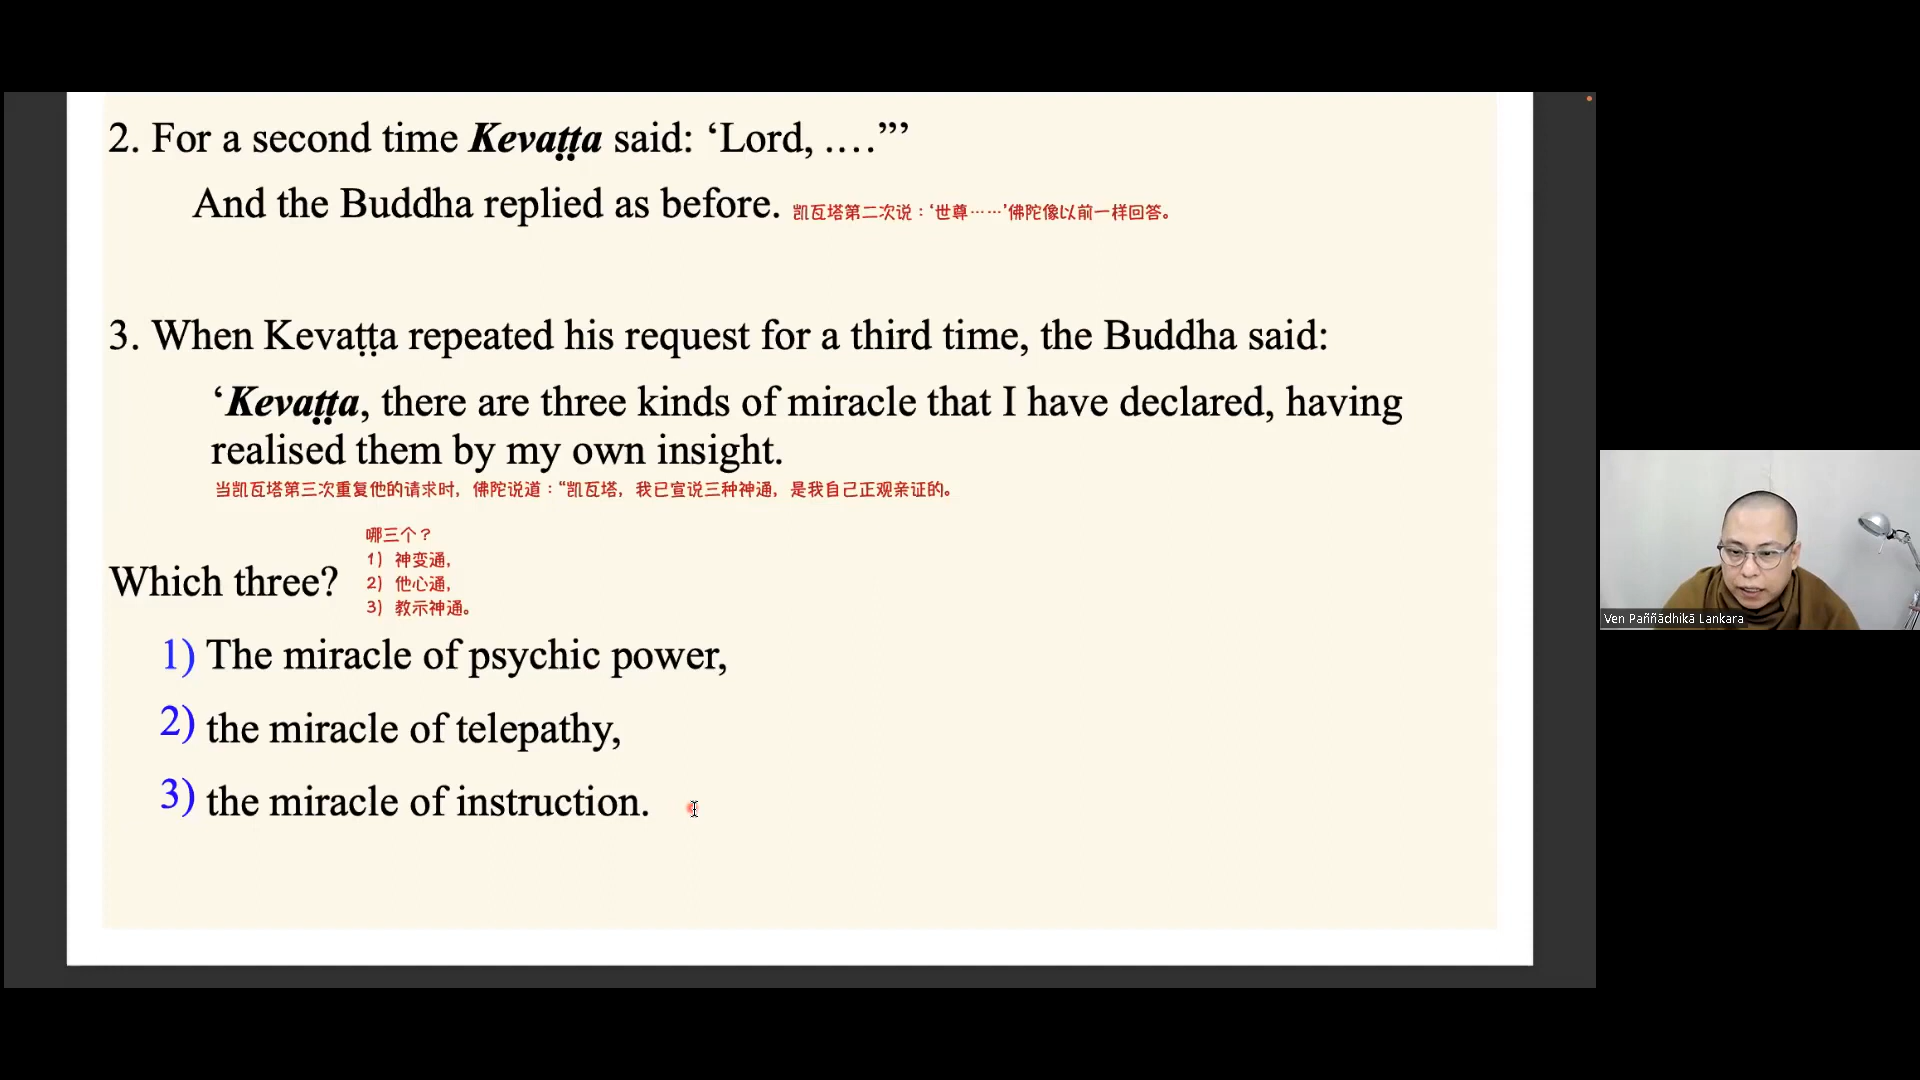 2. For a second time Kevaṭṭa said: ‘Lord, .…”’
And the Buddha replied as before. 凯瓦塔第二次说：‘世尊……’佛陀像以前一样回答。
3. When Kevaṭṭa repeated his request for a third time, the Buddha said:
‘Kevaṭṭa, there are three kinds of miracle that I have declared, having
realised them by my own insight.
当凯瓦塔第三次重复他的请求时，佛陀说道：“凯瓦塔，我已宣说三种神通，是我自己正观亲证的。
哪三个？
1）神变通，
2）他心通，
3）教示神通。
Which three?
1) The miracle of psychic power,
2) the miracle of telepathy,
3) the miracle of instruction.
Ven Paññādhikā Lankara